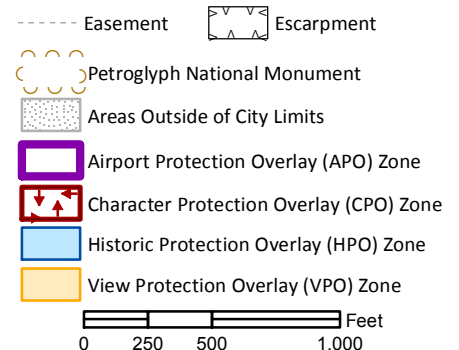 Easement Escarpment
Petroglyph National Monument
Areas Outside of City Limits
Airport Protection Overlay (APO) Zone
Character Protection Overlay (CPO) Zone
Historic Protection Overlay (HPO) Zone
View Protection Overlay (VPO) Zone
Feet
0 250 500 1,000